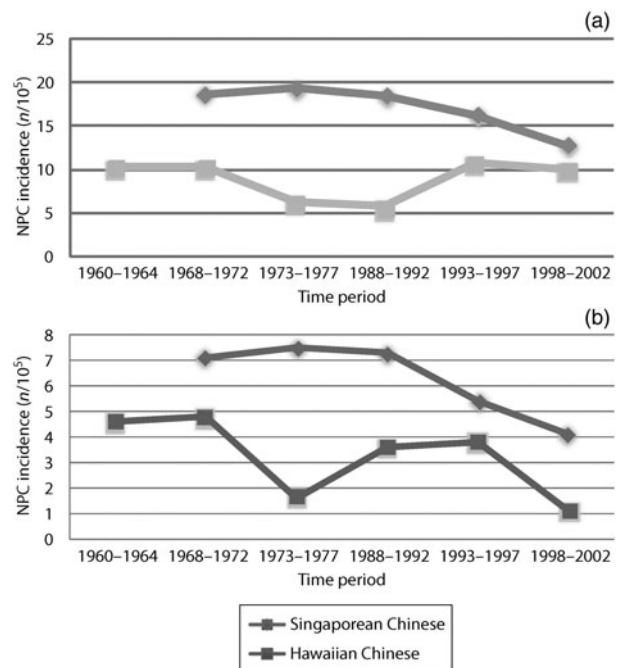 (a)
NPC incidence (n/10⁵)
25
20
15
10
5
0
1960–1964 1968–1972 1973–1977 1988–1992 1993–1997 1998–2002
Time period
(b)
NPC incidence (n/10⁵)
8
7
6
5
4
3
2
1
0
1960–1964 1968–1972 1973–1977 1988–1992 1993–1997 1998–2002
Time period
Singaporean Chinese
Hawaiian Chinese